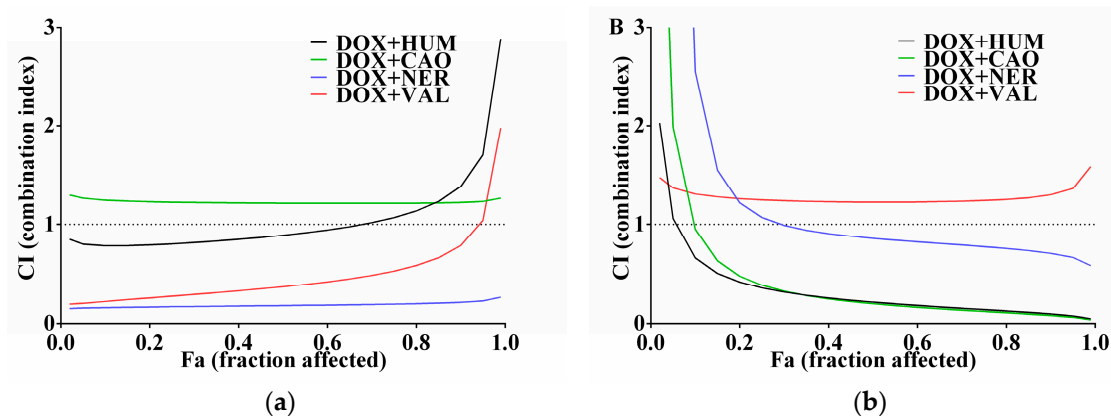 3
2
1
0
CI (combination index)
DOX+HUM
DOX+CAO
DOX+NER
DOX+VAL
0.0 0.2 0.4 0.6 0.8 1.0
Fa (fraction affected)
(a)
B
3
2
1
0
CI (combination index)
DOX+HUM
DOX+CAO
DOX+NER
DOX+VAL
0.0 0.2 0.4 0.6 0.8 1.0
Fa (fraction affected)
(b)